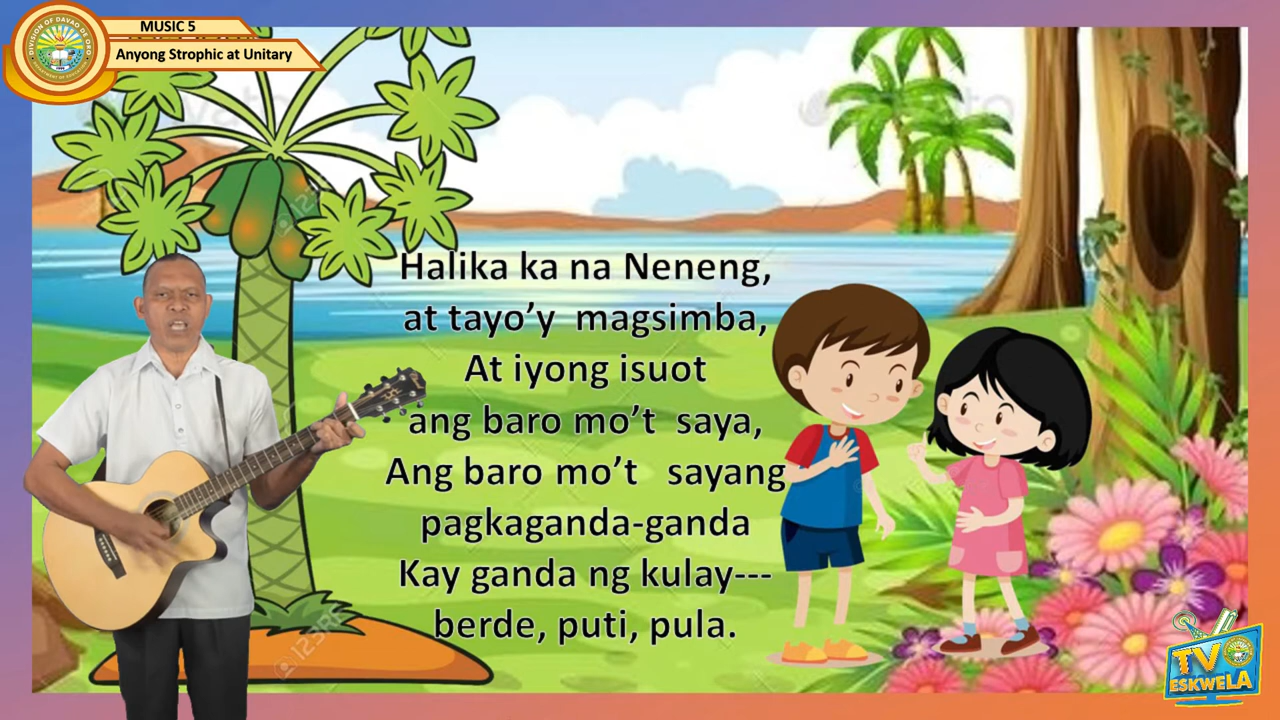 MUSIC 5
Anyong Strophic at Unitary
Halika ka na Neneng,
at tayo’y magsimba,
At iyong isuot
ang baro mo’t saya,
Ang baro mo’t sayang
pagkaganda-ganda
Kay ganda ng kulay---
berde, puti, pula.
TV
ESKWELA